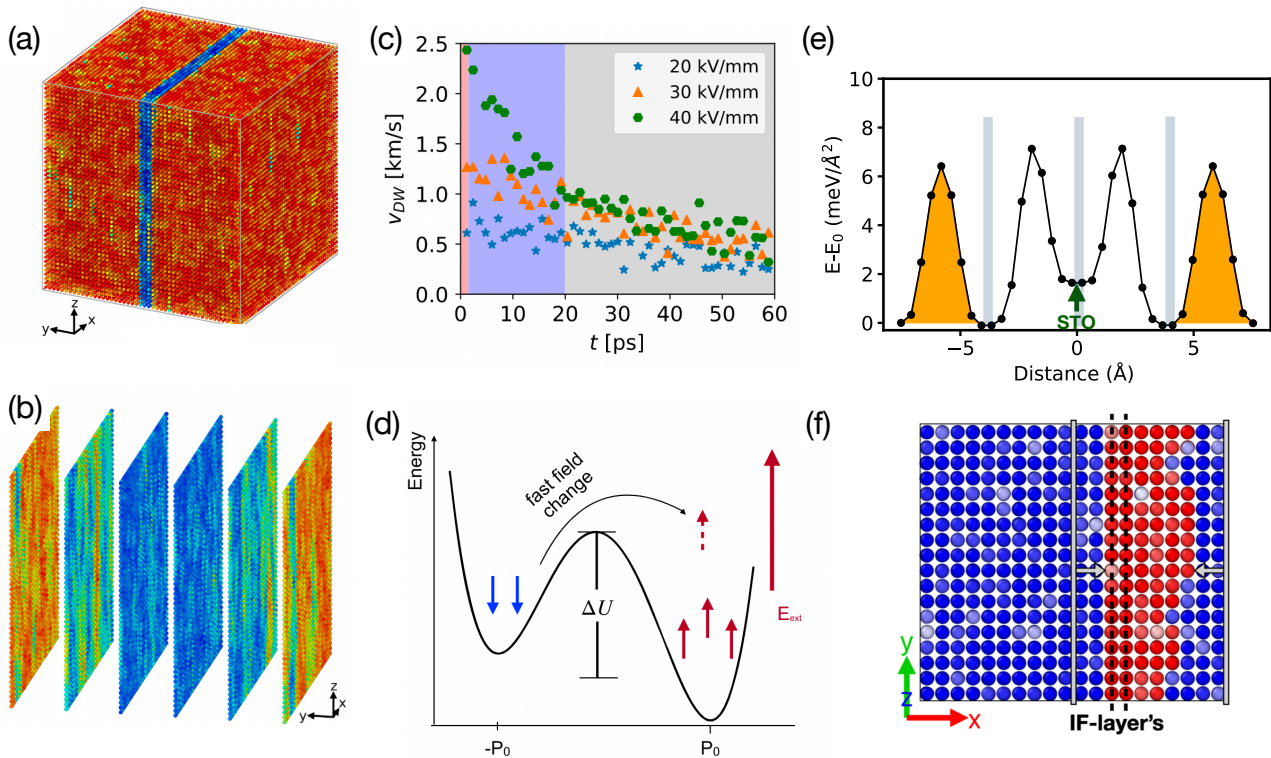 (a)
z
y
x
(b)
z
y
x
(c)
2.5
2.0
1.5
1.0
0.5
0.0
v_DW [km/s]
20 kV/mm
30 kV/mm
40 kV/mm
0
10
20
30
40
50
60
t [ps]
(d)
Energy
fast field
change
ΔU
E_ext
-P₀
P₀
(e)
10
8
6
4
2
0
E-E₀ (meV/Å²)
STO
−5
0
5
Distance (Å)
(f)
y
z
x
IF-layer's